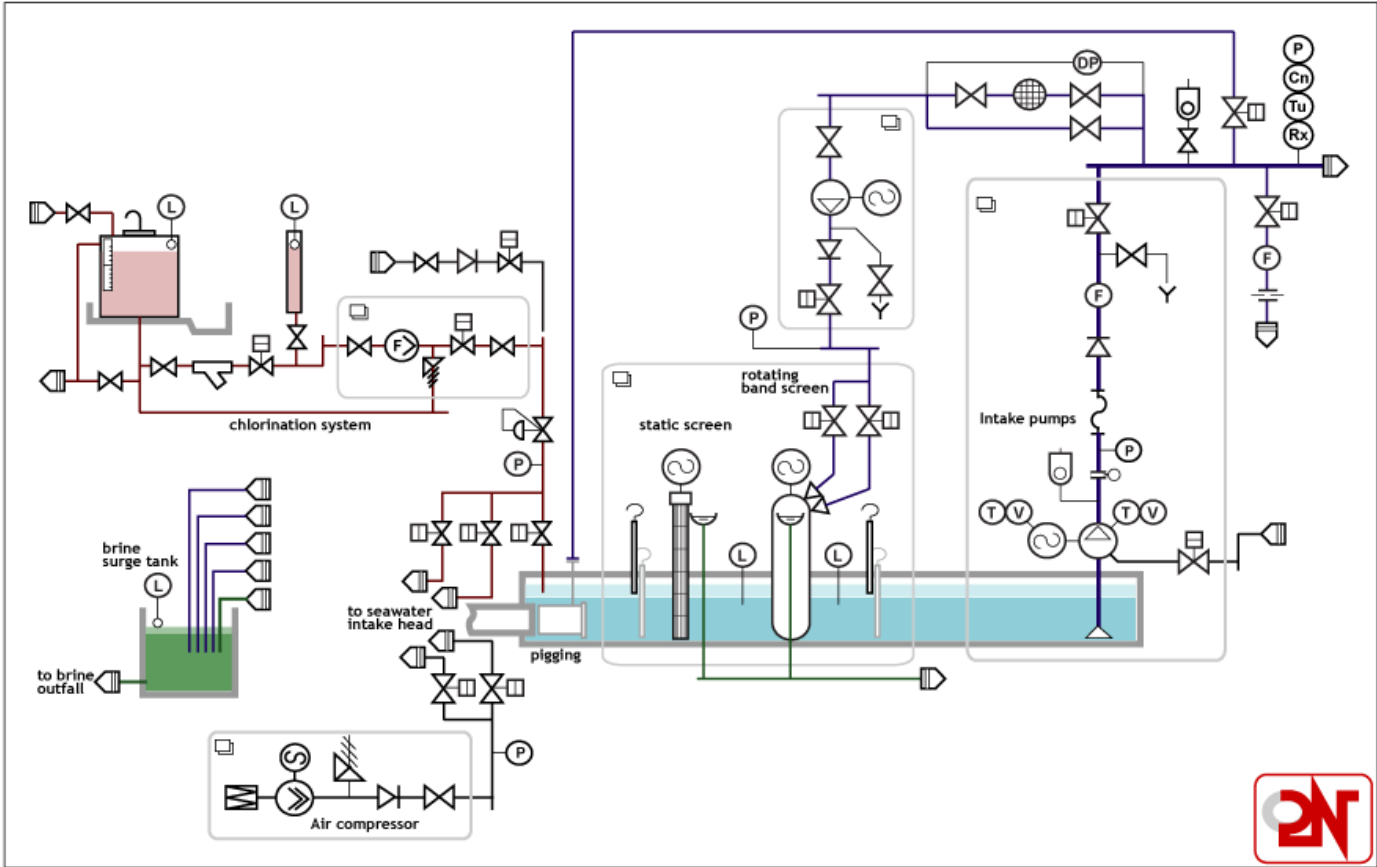 P
Cn
Tu
Rx
DP
L
L
P
F
F
rotating
band screen
F
chlorination system
static screen
Intake pumps
P
P
T V
T V
brine
surge tank
L
L
L
to seawater
intake head
pigging
to brine
outfall
S
P
Air compressor
Y
Y
2N